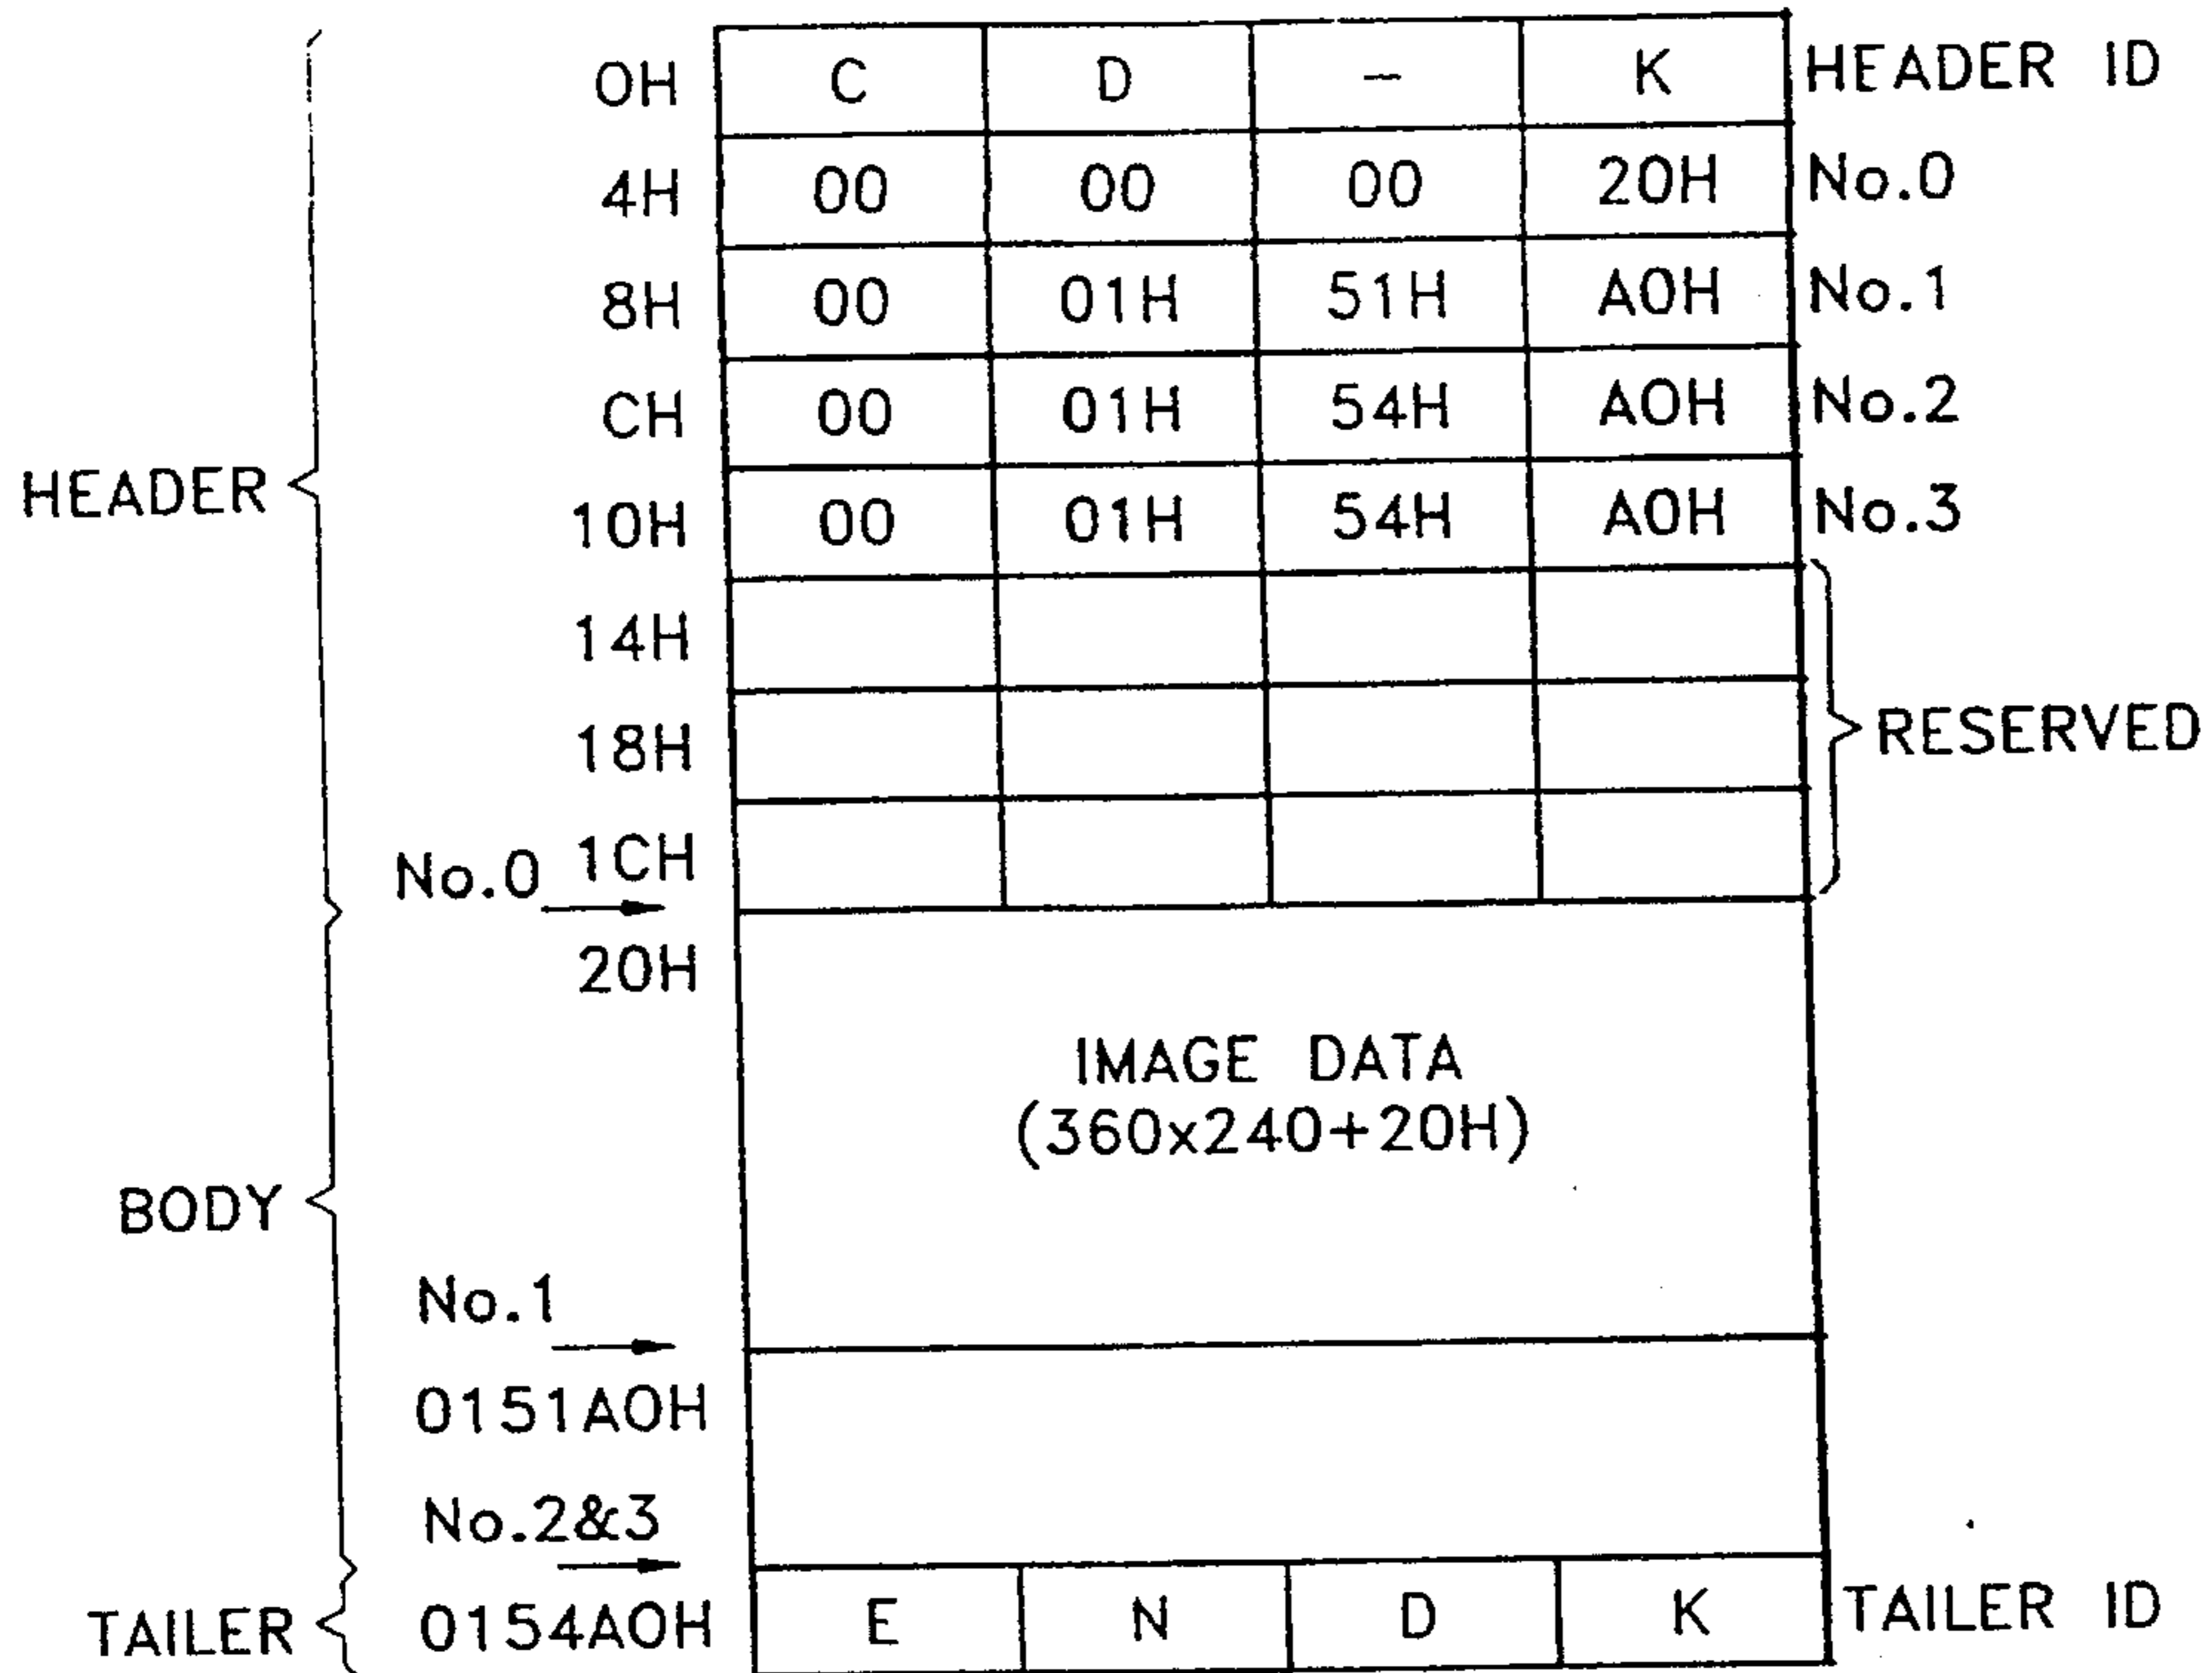 0H C D – K HEADER ID
4H 00 00 00 20H No.0
8H 00 01H 51H A0H No.1
CH 00 01H 54H A0H No.2
HEADER
10H 00 01H 54H A0H No.3
14H
18H
RESERVED
No.0 1CH
20H
IMAGE DATA
(360x240+20H)
BODY
No.1
0151A0H
No.2&3
TAILER 0154A0H E N D K TAILER ID